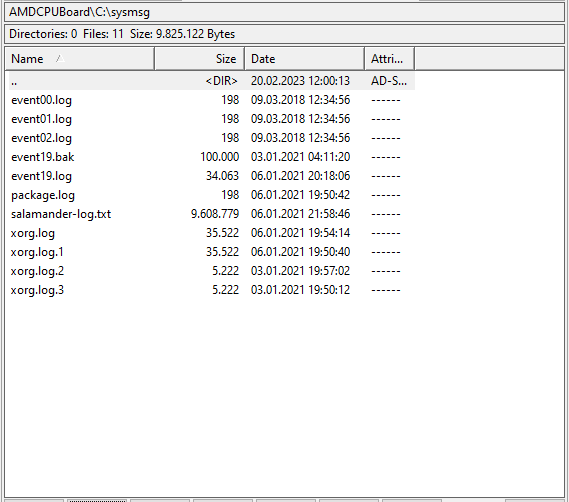 AMDCPUBoard\C:\sysmsg
Directories: 0 Files: 11 Size: 9.825.122 Bytes
Name Size Date Attri...
.. <DIR> 20.02.2023 12:00:13 AD-S...
event00.log 198 09.03.2018 12:34:56 ------
event01.log 198 09.03.2018 12:34:56 ------
event02.log 198 09.03.2018 12:34:56 ------
event19.bak 100.000 03.01.2021 04:11:20 ------
event19.log 34.063 06.01.2021 20:18:06 ------
package.log 198 06.01.2021 19:50:42 ------
salamander-log.txt 9.608.779 06.01.2021 21:58:46 ------
xorg.log 35.522 06.01.2021 19:54:14 ------
xorg.log.1 35.522 06.01.2021 19:50:40 ------
xorg.log.2 5.222 03.01.2021 19:57:02 ------
xorg.log.3 5.222 03.01.2021 19:50:12 ------